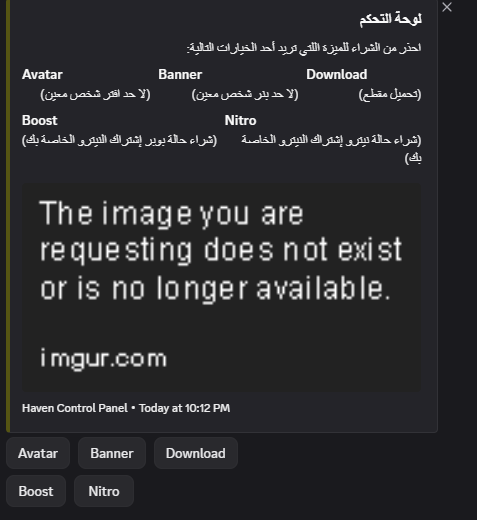 لوحة التحكم
احذر من الشراء للميزة اللتي تريد أحد الخيارات التالية:
Avatar Banner Download
(لا حد افتر شخص معين) (لا حد بنر شخص معين) (تحميل مقطع)
Boost Nitro
(شراء حالة بوبر إشتراك النيترو الخاصة بك) (شراء حالة نيترو إشتراك النيترو الخاصة
بك)
The image you are
requesting does not exist
or is no longer available.
imgur.com
Haven Control Panel • Today at 10:12 PM
Avatar Banner Download
Boost Nitro